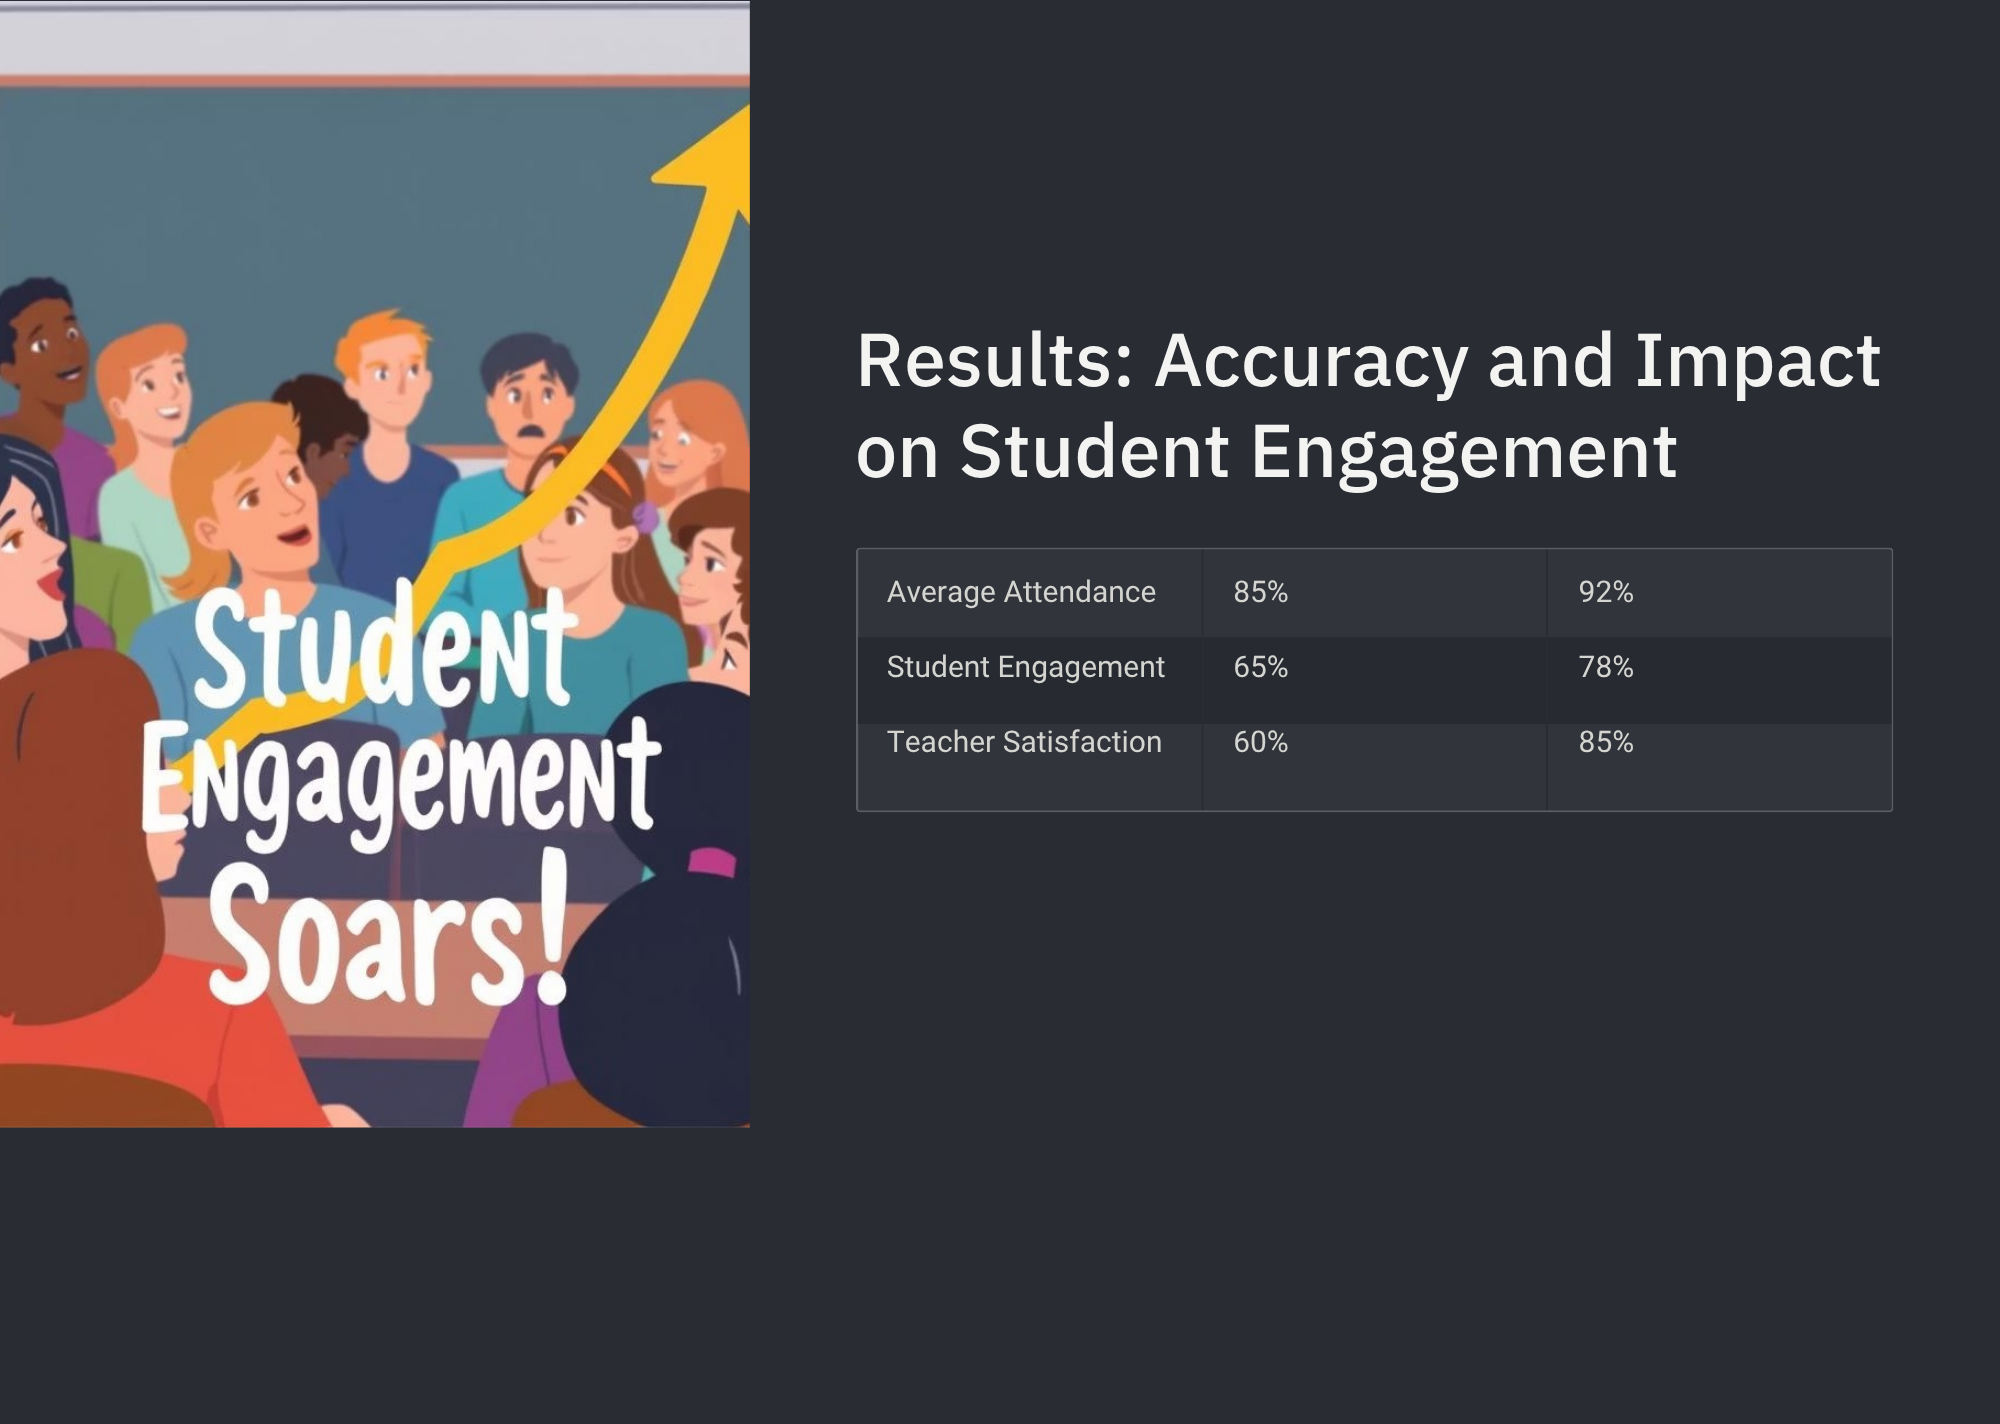 Student
Engagement
Soars!
Results: Accuracy and Impact
on Student Engagement
Average Attendance 85% 92%
Student Engagement 65% 78%
Teacher Satisfaction 60% 85%